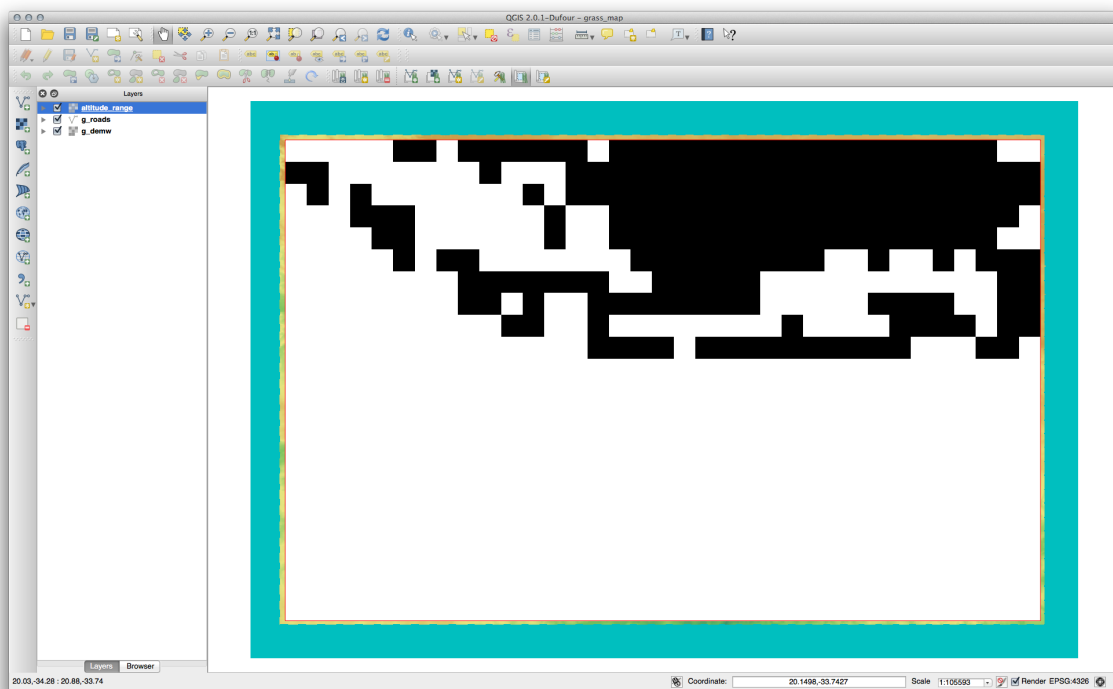 QGIS 2.0.1-Dufour – grass_map
Layers
altitude_range
g_roads
g_demw
Layers
Browser
20.03,-34.28 : 20.88,-33.74
Coordinate:
20.1498,-33.7427
Scale
1:105593
Render
EPSG:4326